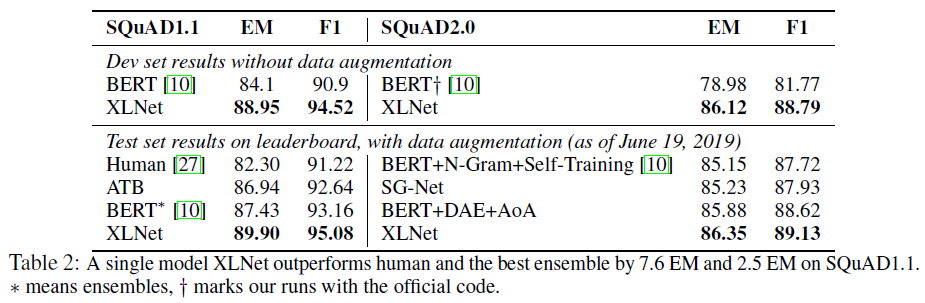 SQuAD1.1 EM F1 SQuAD2.0 EM F1
Dev set results without data augmentation
BERT [10] 84.1 90.9 BERT† [10] 78.98 81.77
XLNet 88.95 94.52 XLNet 86.12 88.79
Test set results on leaderboard, with data augmentation (as of June 19, 2019)
Human [27] 82.30 91.22 BERT+N-Gram+Self-Training [10] 85.15 87.72
ATB 86.94 92.64 SG-Net 85.23 87.93
BERT* [10] 87.43 93.16 BERT+DAE+AoA 85.88 88.62
XLNet 89.90 95.08 XLNet 86.35 89.13
Table 2: A single model XLNet outperforms human and the best ensemble by 7.6 EM and 2.5 EM on SQuAD1.1.
∗ means ensembles, † marks our runs with the official code.